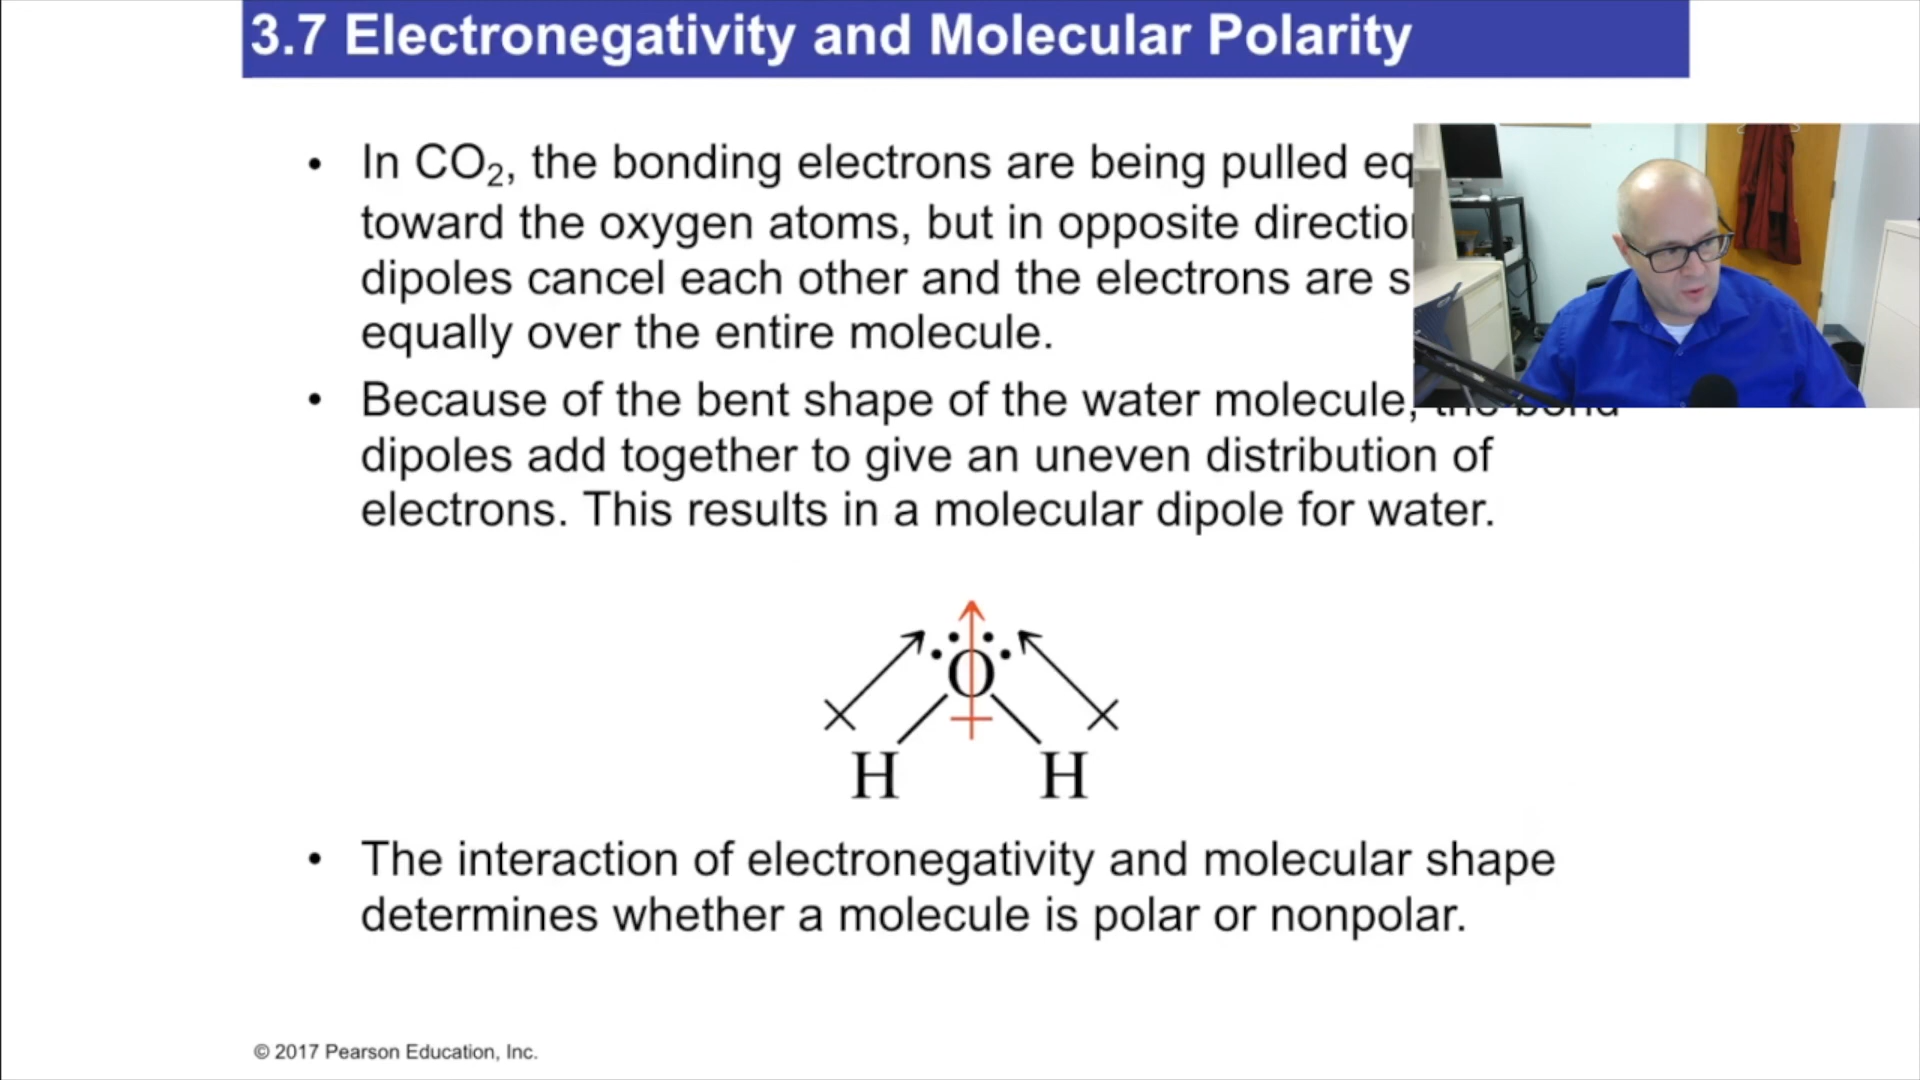 3.7 Electronegativity and Molecular Polarity
• In CO₂, the bonding electrons are being pulled
toward the oxygen atoms, but in opposite
dipoles cancel each other and the electrons are
equally over the entire molecule.
• Because of the bent shape of the water molecule, the bond
dipoles add together to give an uneven distribution of
electrons. This results in a molecular dipole for water.
O
H H
• The interaction of electronegativity and molecular shape
determines whether a molecule is polar or nonpolar.
© 2017 Pearson Education, Inc.